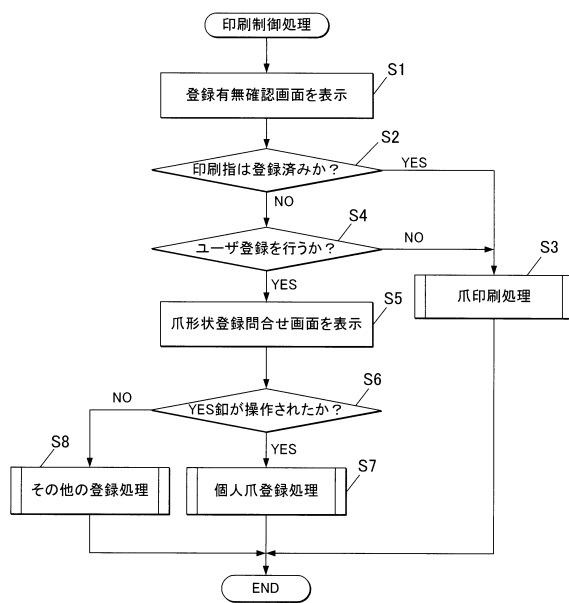 印刷制御処理
S1
登録有無確認画面を表示
S2
印刷指は登録済みか？
YES
NO
S4
ユーザ登録を行うか？
NO
S3
YES
爪印刷処理
S5
爪形状登録問合せ画面を表示
S6
YES釦が操作されたか？
NO
YES
S8
S7
その他の登録処理
個人爪登録処理
END